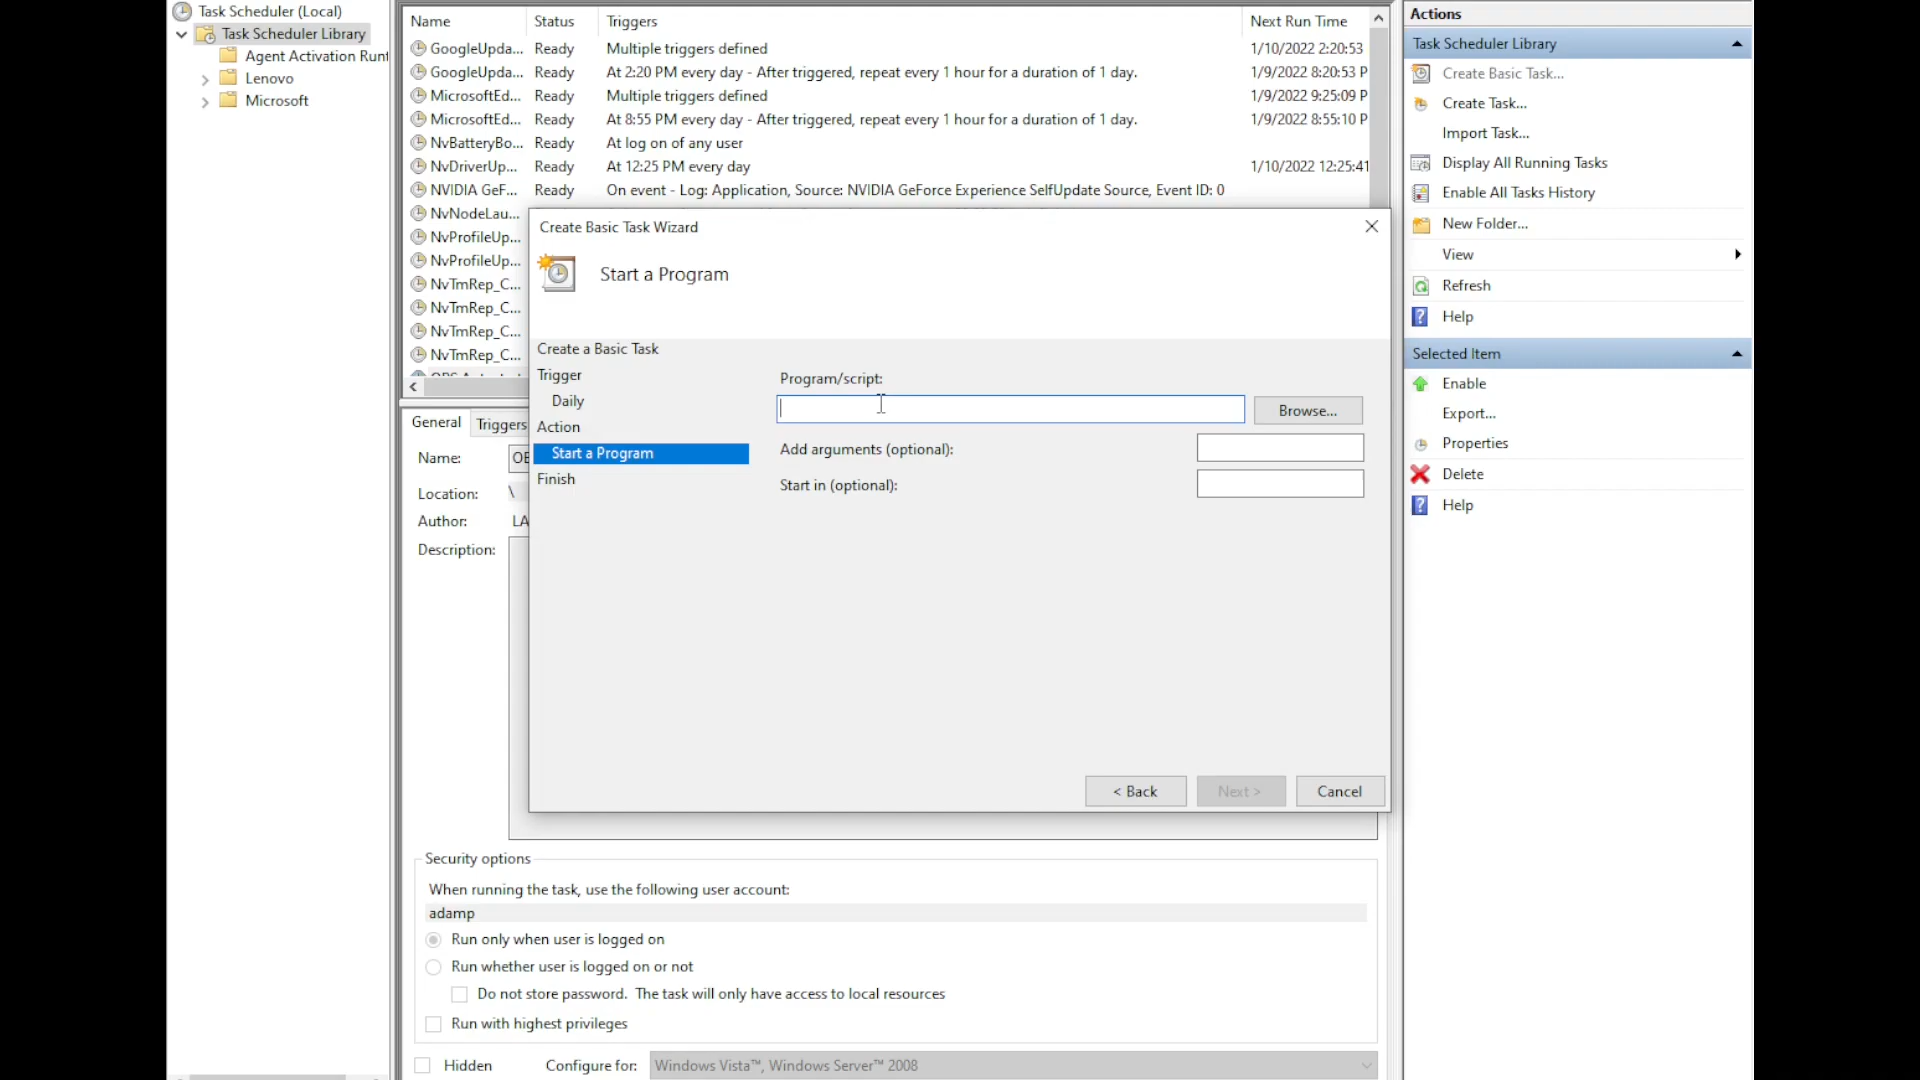 Task Scheduler (Local)
Task Scheduler Library
Agent Activation Runt
Lenovo
Microsoft
Name Status Triggers Next Run Time
GoogleUpda... Ready Multiple triggers defined 1/10/2022 2:20:53
GoogleUpda... Ready At 2:20 PM every day - After triggered, repeat every 1 hour for a duration of 1 day. 1/9/2022 8:20:53 P
MicrosoftEd... Ready Multiple triggers defined 1/9/2022 9:25:09 P
MicrosoftEd... Ready At 8:55 PM every day - After triggered, repeat every 1 hour for a duration of 1 day. 1/9/2022 8:55:10 P
NvBatteryBo... Ready At log on of any user
NvDriverUp... Ready At 12:25 PM every day 1/10/2022 12:25:41
NVIDIA GeF... Ready On event - Log: Application, Source: NVIDIA GeForce Experience SelfUpdate Source, Event ID: 0
NvNodeLau...
NvProfileUp...
NvProfileUp...
NvTmRep_C...
NvTmRep_C...
NvTmRep_C...
NvTmRep_C...
General Triggers
Name: OB
Location: \
Author: LA
Description:
Create Basic Task Wizard
Start a Program
Create a Basic Task
Trigger
Daily
Action
Start a Program
Finish
Program/script:
Browse...
Add arguments (optional):
Start in (optional):
< Back Next > Cancel
Security options
When running the task, use the following user account:
adamp
Run only when user is logged on
Run whether user is logged on or not
Do not store password. The task will only have access to local resources
Run with highest privileges
Hidden Configure for: Windows Vista™, Windows Server™ 2008
Actions
Task Scheduler Library
Create Basic Task...
Create Task...
Import Task...
Display All Running Tasks
Enable All Tasks History
New Folder...
View
Refresh
Help
Selected Item
Enable
Export...
Properties
Delete
Help